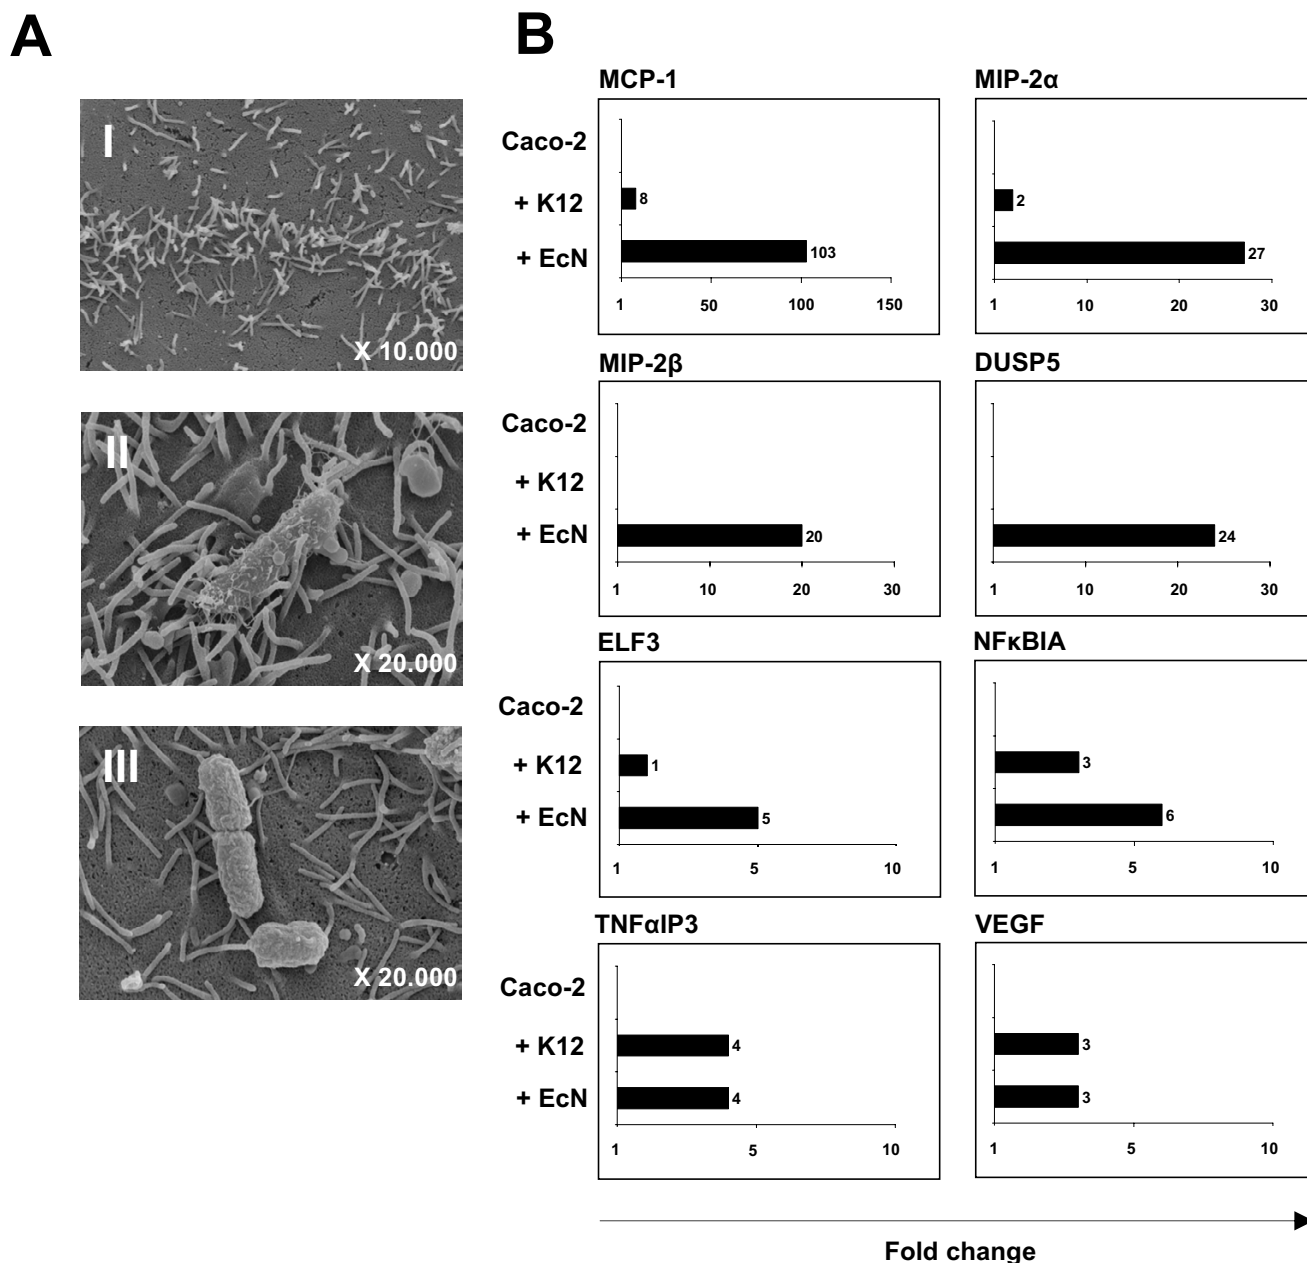 A
B
I
X 10.000
II
X 20.000
III
X 20.000
MCP-1
Caco-2
+ K12
+ EcN
8
103
1 50 100 150
MIP-2α
2
27
1 10 20 30
MIP-2β
Caco-2
+ K12
+ EcN
20
1 10 20 30
DUSP5
24
1 10 20 30
ELF3
Caco-2
+ K12
+ EcN
1
5
1 5 10
NFκBIA
3
6
1 5 10
TNFαIP3
Caco-2
+ K12
+ EcN
4
4
1 5 10
VEGF
3
3
1 5 10
Fold change